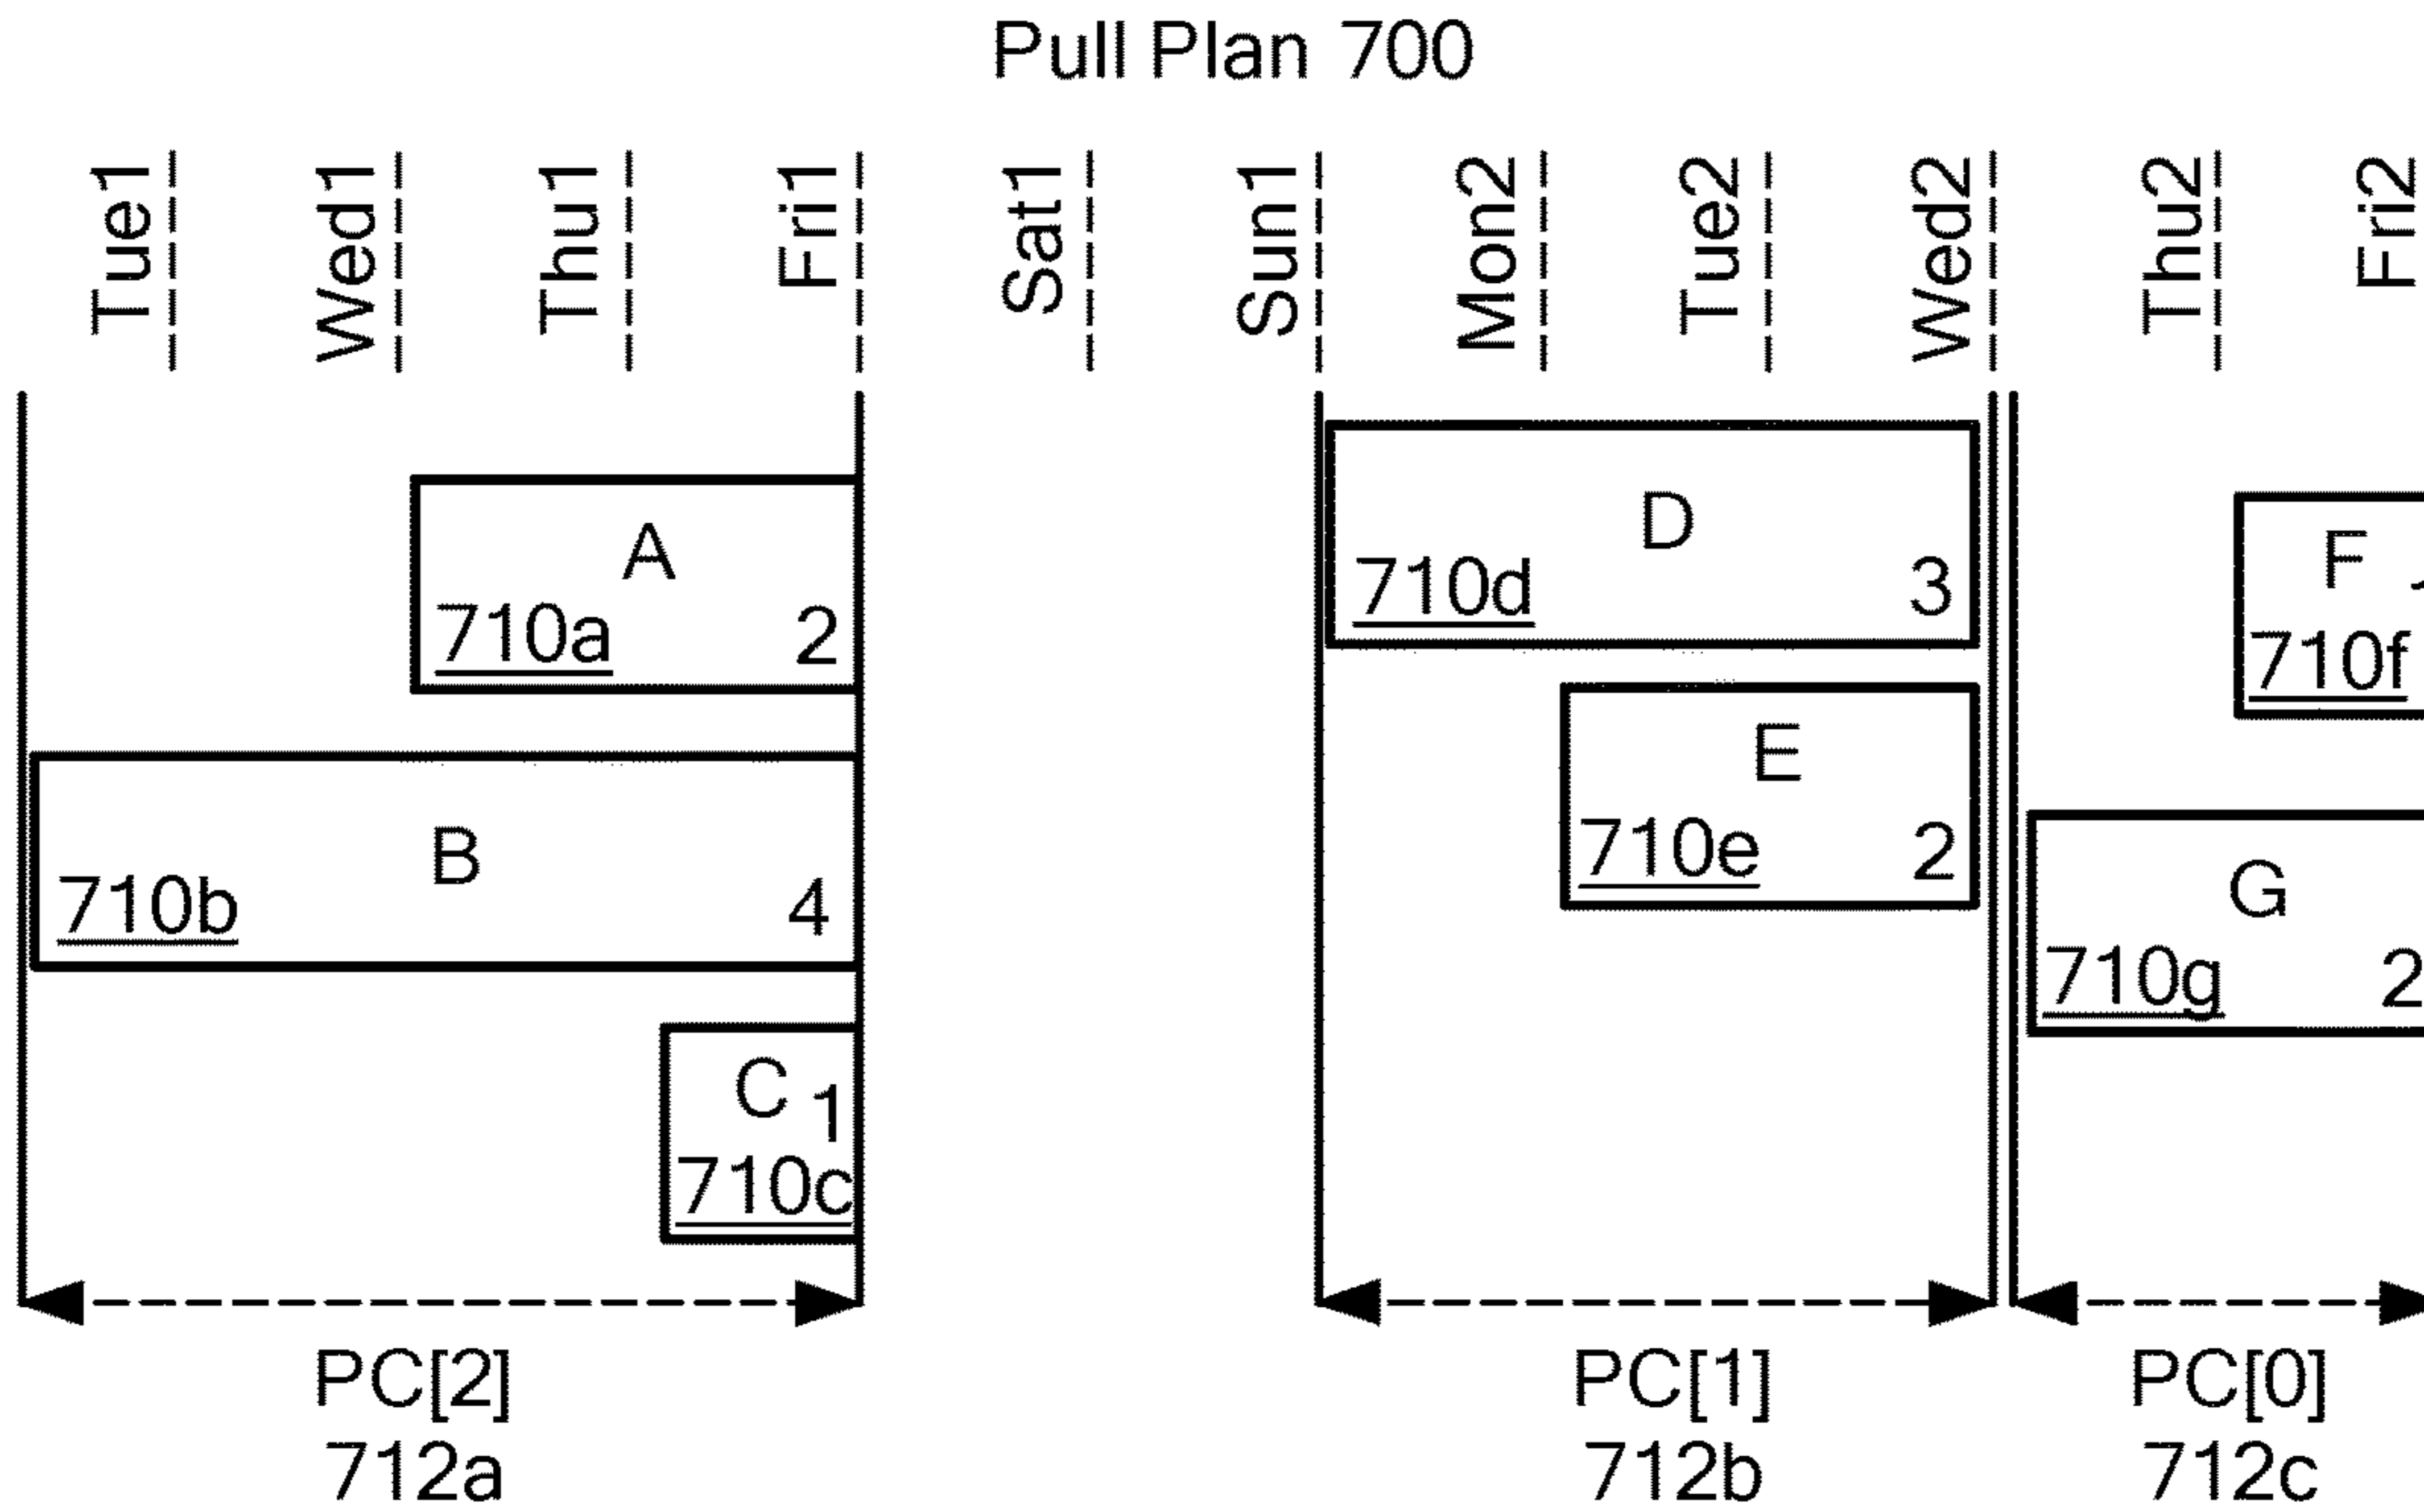 Pull Plan 700
Tue1
Wed1
Thu1
Fri1
Sat1
Sun1
Mon2
Tue2
Wed2
Thu2
Fri2
A
710a 2
B
710b 4
C 1
710c
D
710d 3
E
710e 2
F
710f
G
710g 2
PC[2]
712a
PC[1]
712b
PC[0]
712c